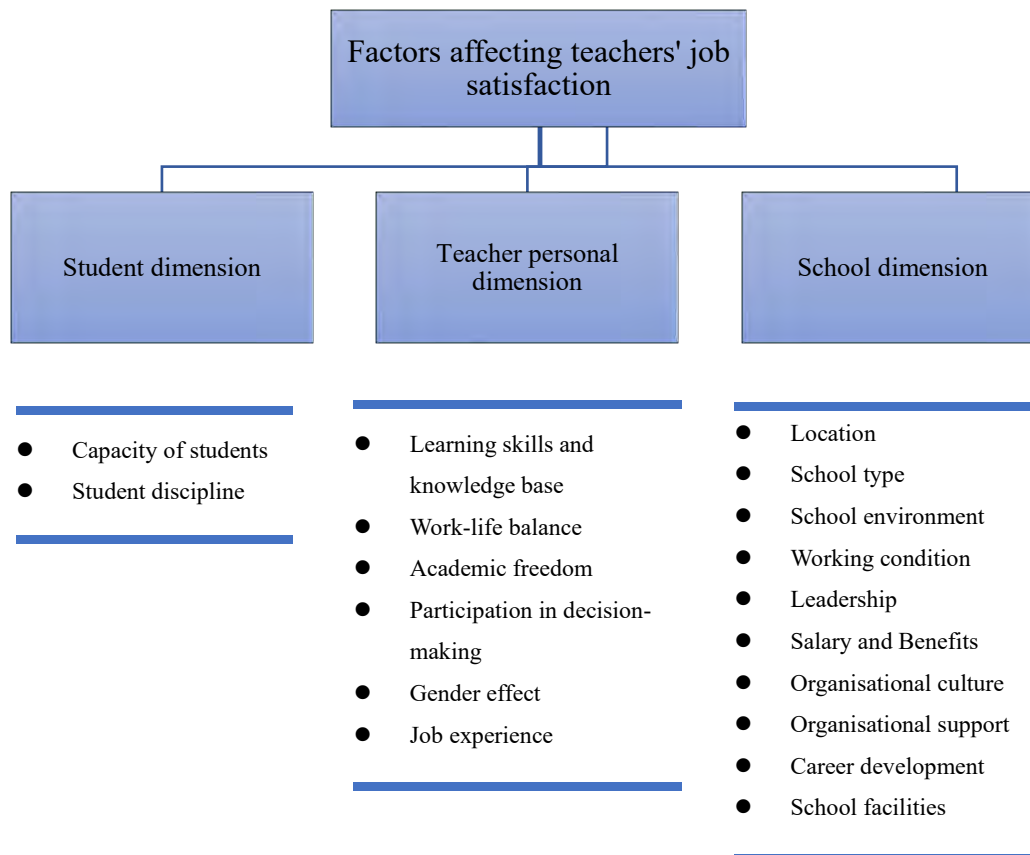 Factors affecting teachers' job
satisfaction
Student dimension
Teacher personal
dimension
School dimension
● Capacity of students
● Student discipline
● Learning skills and
knowledge base
● Work-life balance
● Academic freedom
● Participation in decision-
making
● Gender effect
● Job experience
● Location
● School type
● School environment
● Working condition
● Leadership
● Salary and Benefits
● Organisational culture
● Organisational support
● Career development
● School facilities